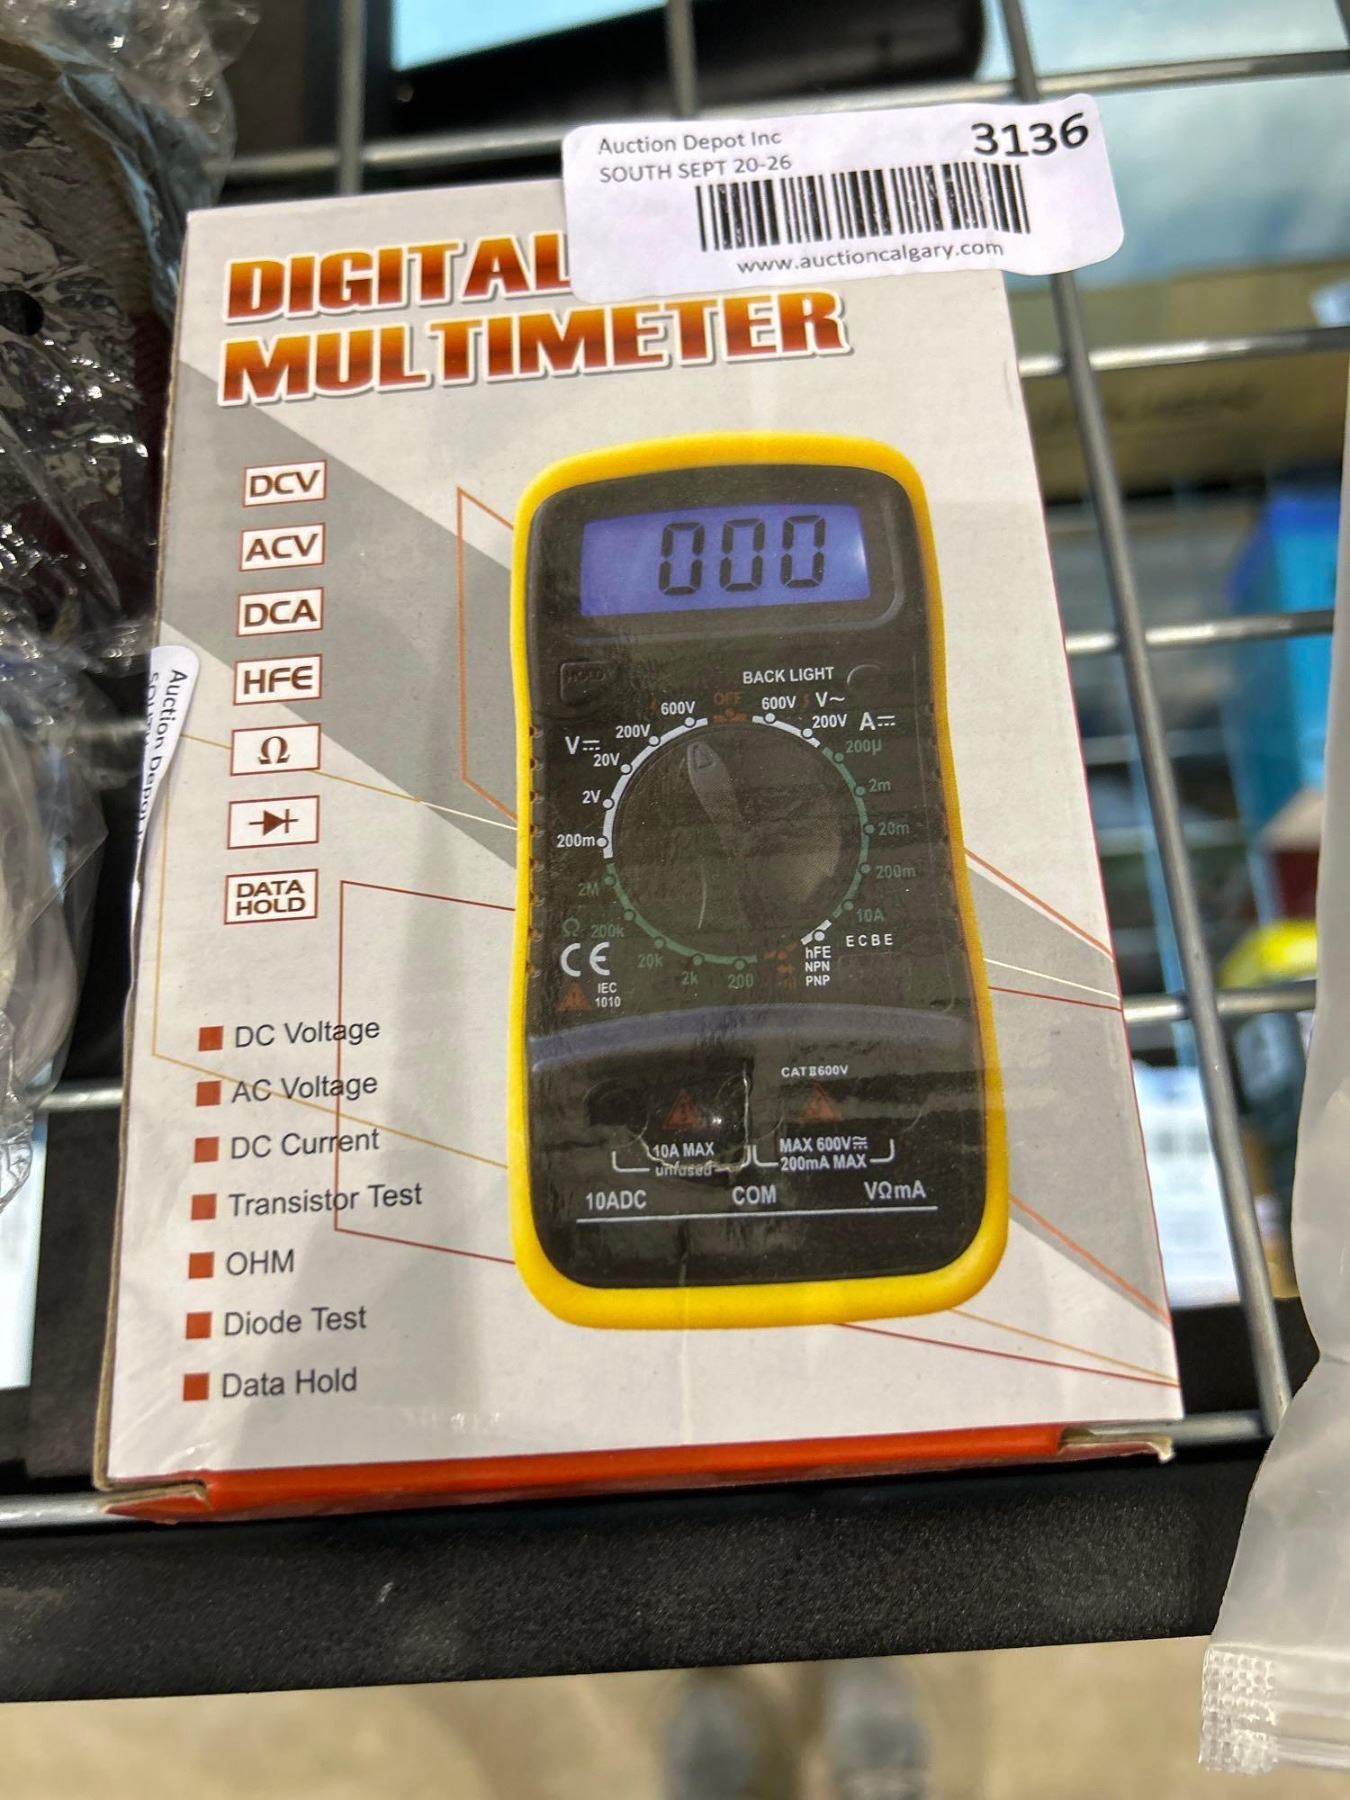 Auction Depot Inc
3136
SOUTH SEPT 20-26
www.auctioncalgary.com
DIGITAL
MULTIMETER
DCV
ACV
DCA
HFE
Ω
DATA
HOLD
DC Voltage
AC Voltage
DC Current
Transistor Test
OHM
Diode Test
Data Hold
000
HOLD
BACK LIGHT
OFF
600V
600V
V~
200V
200V
A⎓
V⎓
20V
200µ
2V
2m
200m
20m
2M
200m
Ω
200k
10A
20k
2k
200
hFE
NPN
PNP
E C B E
CE
IEC
1010
CAT II 600V
10A MAX
unfused
MAX 600V≂
200mA MAX
10ADC
COM
VΩmA
Auction Depot